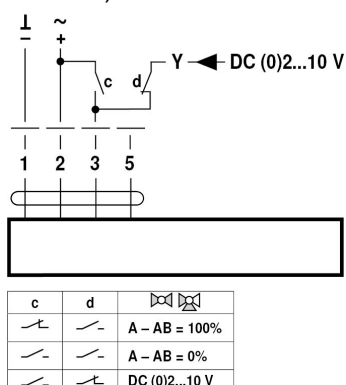 ⊥ ~
– +
c d Y DC (0)2...10 V
1 2 3 5
c d
A – AB = 100%
A – AB = 0%
DC (0)2...10 V